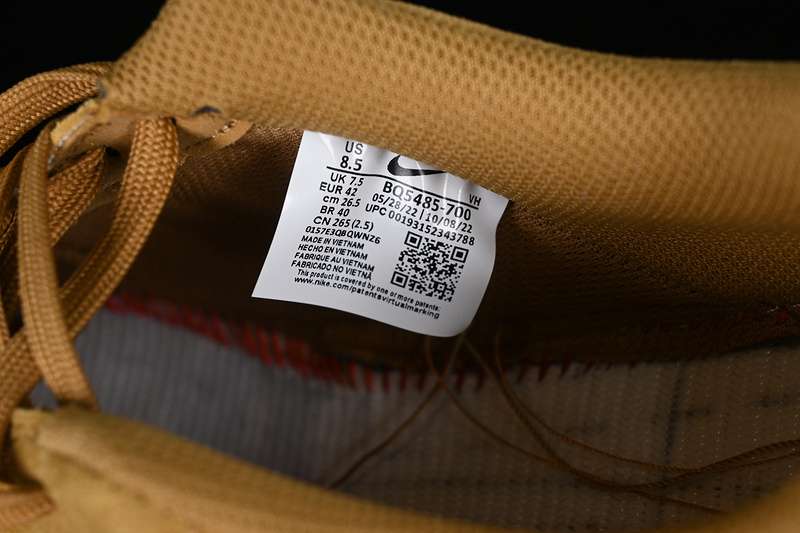 US
8.5
UK 7.5
EUR 42
cm 26.5
BR 40
CN 265 (2.5)
0157E3QBQWNZ6
BQ5485-700 VH
05/28/22 | 10/08/22
UPC 00193152343788
MADE IN VIETNAM
HECHO EN VIETNAM
FABRIQUE AU VIETNAM
FABRICADO NO VIETNÃ
This product is covered by one or more patents:
www.Nike.com/patentsvirtualmarking